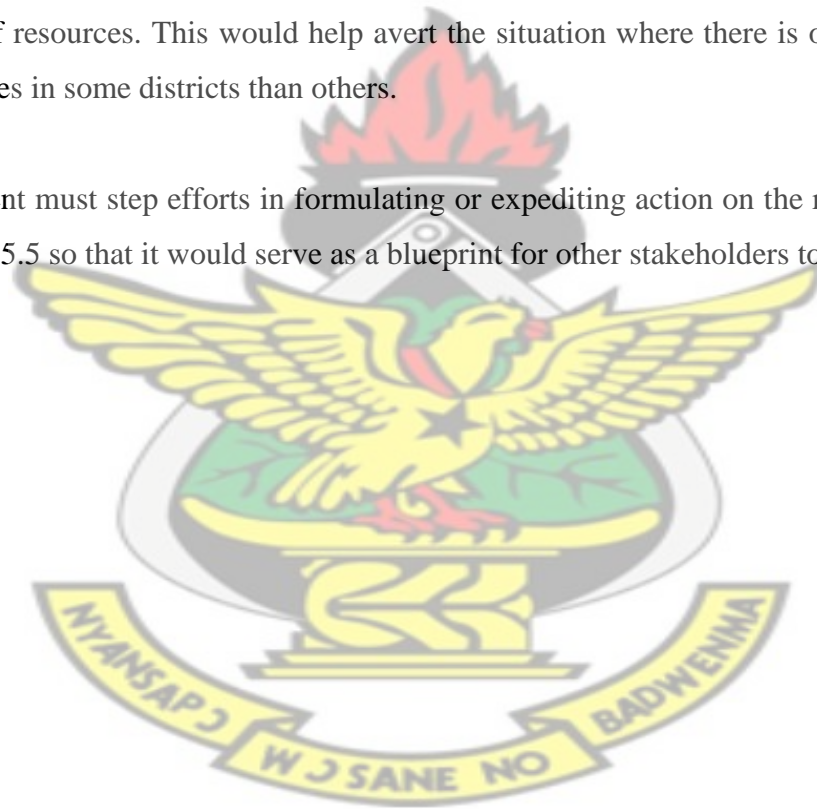 f resources. This would help avert the situation where there is o
es in some districts than others.
nt must step efforts in formulating or expediting action on the
5.5 so that it would serve as a blueprint for other stakeholders to
NYANSAPƆ
WƆSANE NO
BADWENMA